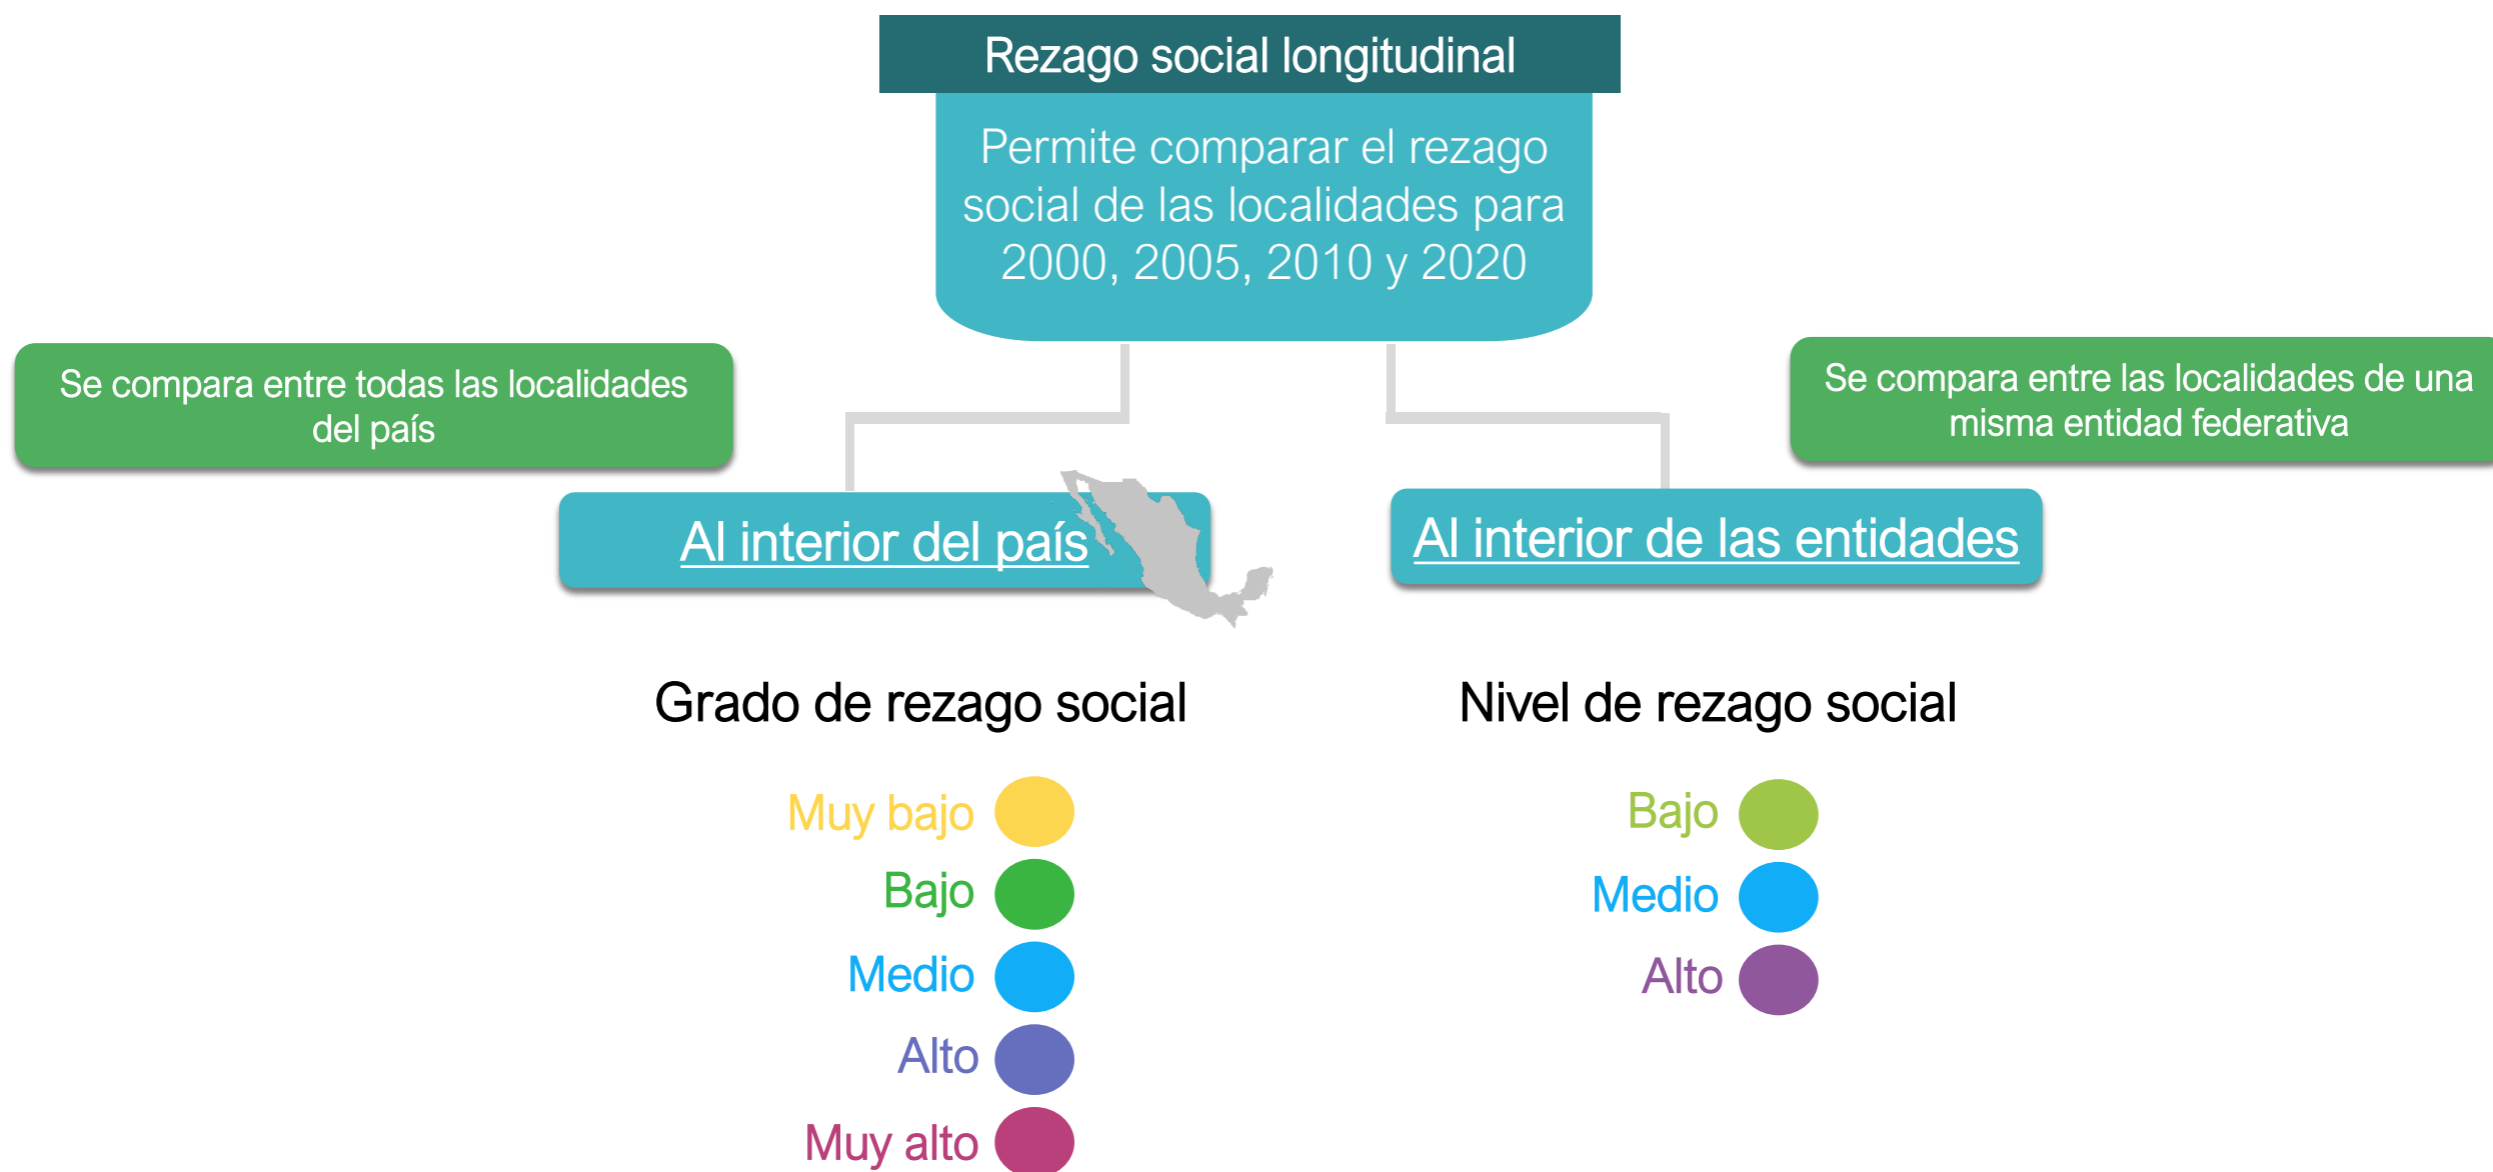 Rezago social longitudinal
Permite comparar el rezago
social de las localidades para
2000, 2005, 2010 y 2020
Se compara entre todas las localidades
del país
Se compara entre las localidades de una
misma entidad federativa
Al interior del país
Al interior de las entidades
Grado de rezago social
Muy bajo
Bajo
Medio
Alto
Muy alto
Nivel de rezago social
Bajo
Medio
Alto